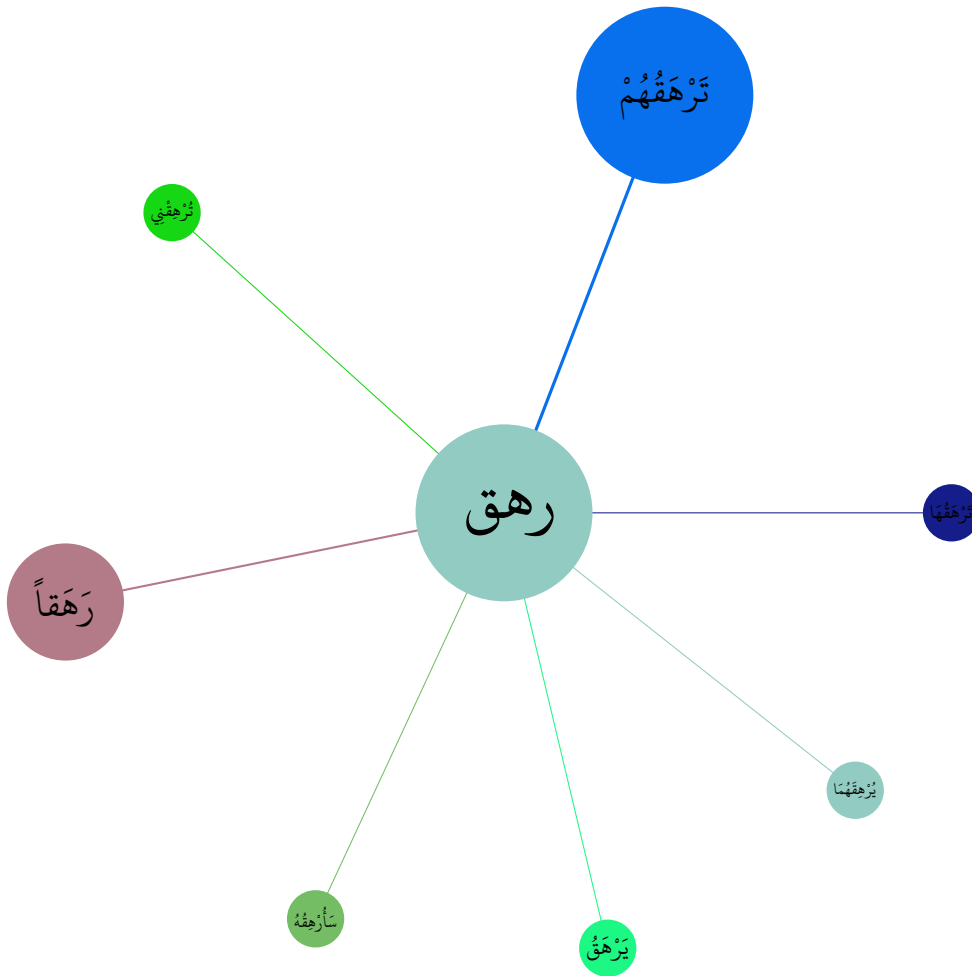 تَرْهَقُهُمْ
تُرْهِقْنِي
رهق
تَرْهَقُهَا
رَهَقاً
يُرْهِقَهُمَا
سَأُرْهِقُهُ
يَرْهَقُ